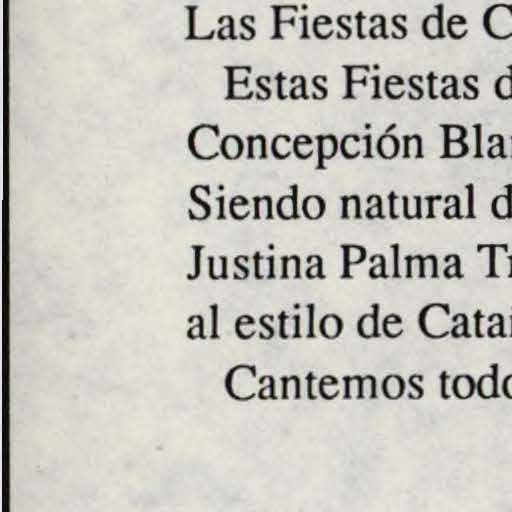 Las Fiestas de C
Estas Fiestas d
Concepción Bla
Siendo natural d
Justina Palma T
al estilo de Cata
Cantemos todo